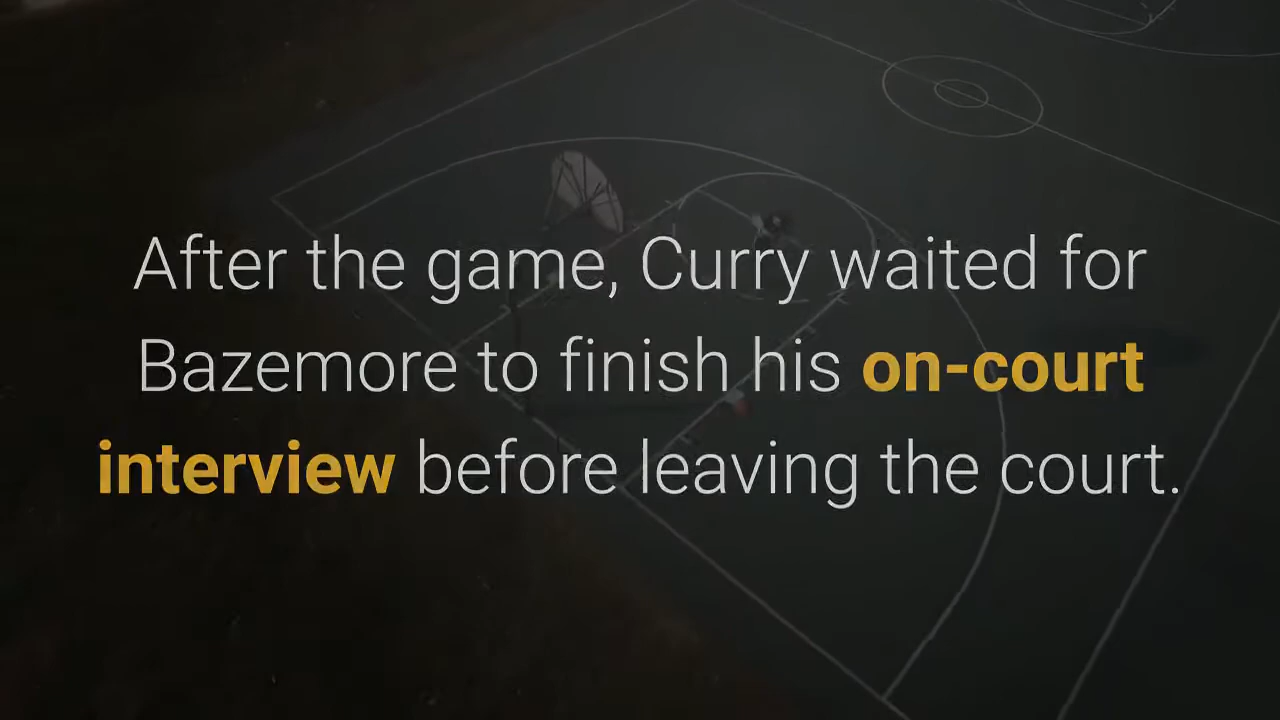 After the game, Curry waited for
Bazemore to finish his on-court
interview before leaving the court.